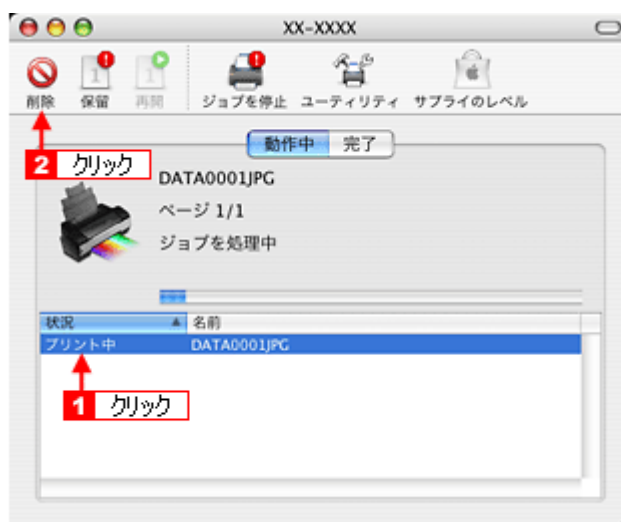 XX-XXXX
削除 保留 再開 ジョブを停止 ユーティリティ サプライのレベル
動作中 完了
2 クリック
DATA0001JPG
ページ 1/1
ジョブを処理中
状況 名前
プリント中 DATA0001JPG
1 クリック